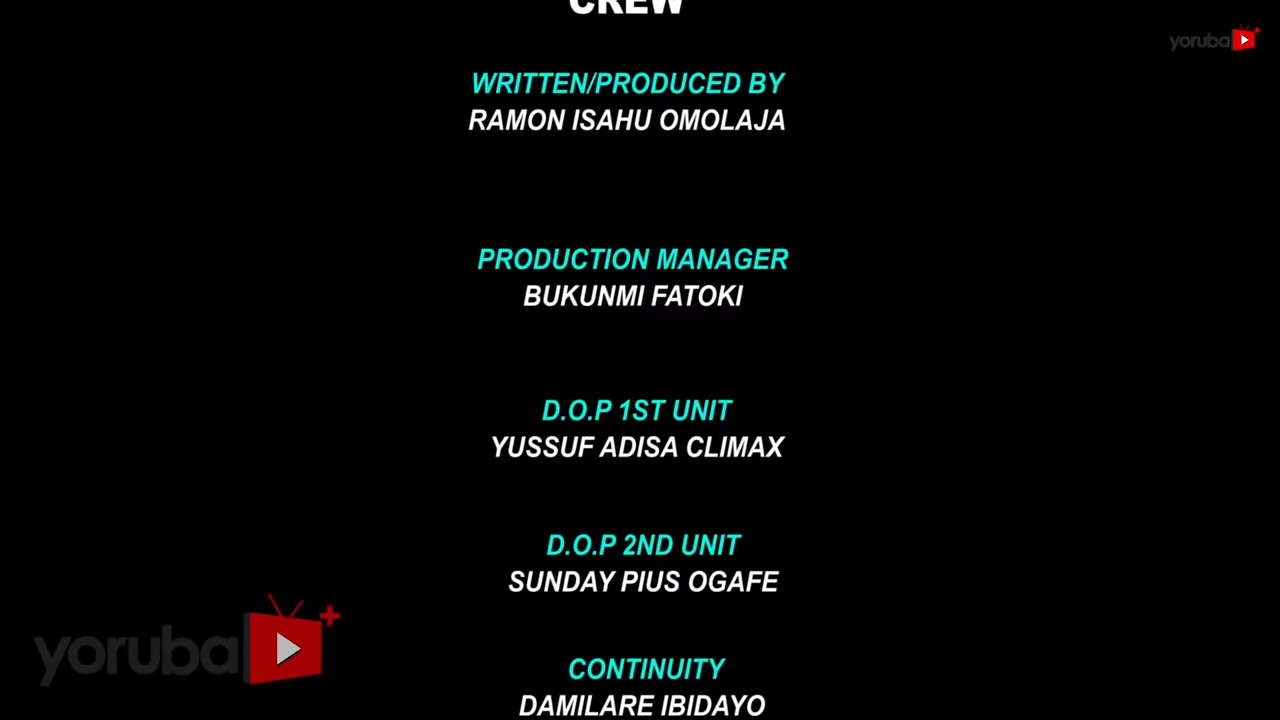 CREW
yoruba
WRITTEN/PRODUCED BY
RAMON ISAHU OMOLAJA
PRODUCTION MANAGER
BUKUNMI FATOKI
D.O.P 1ST UNIT
YUSSUF ADISA CLIMAX
D.O.P 2ND UNIT
SUNDAY PIUS OGAFE
yoruba
CONTINUITY
DAMILARE IBIDAYO